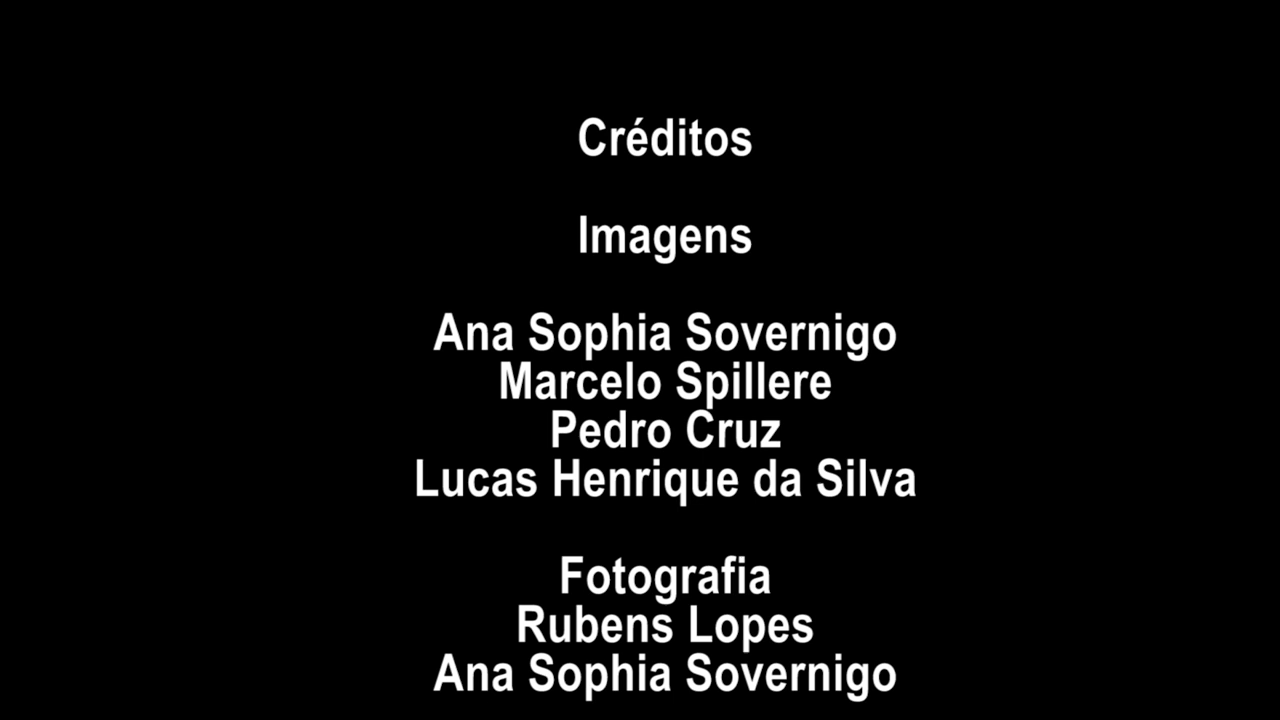 Créditos
Imagens
Ana Sophia Sovernigo
Marcelo Spillere
Pedro Cruz
Lucas Henrique da Silva
Fotografia
Rubens Lopes
Ana Sophia Sovernigo